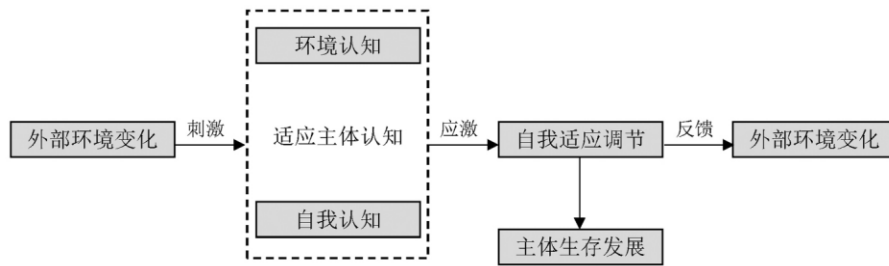 环境认知
外部环境变化
刺激
适应主体认知
应激
自我适应调节
反馈
外部环境变化
自我认知
主体生存发展